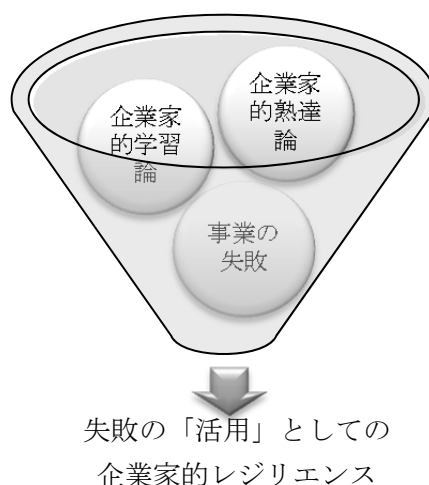 企業家
的学習
論
企業家
的熟達
論
事業の
失敗
失敗の「活用」としての
企業家的レジリエンス